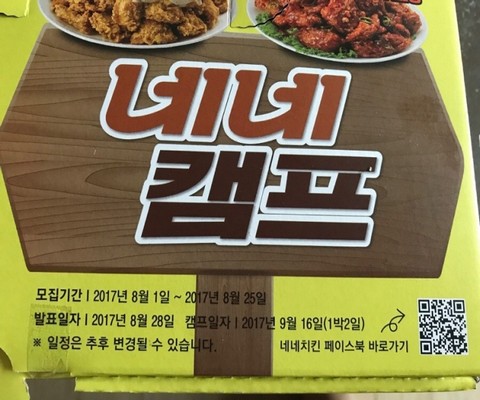 네네
캠프
모집기간 | 2017년 8월 1일 ~ 2017년 8월 25일
발표일자 | 2017년 8월 28일 캠프일자 | 2017년 9월 16일(1박2일)
※ 일정은 추후 변경될 수 있습니다.
네네치킨 페이스북 바로가기